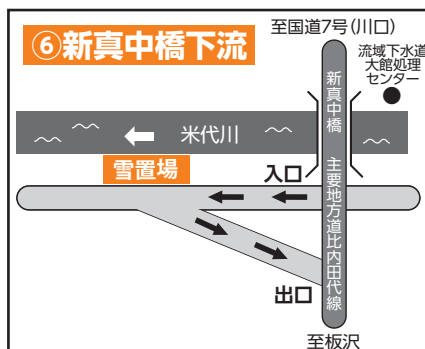 ⑥新真中橋下流
至国道7号(川口)
流域下水道
大館処理
センター
新真中橋
米代川
雪置場
入口
主要地方道比内田代線
出口
至板沢